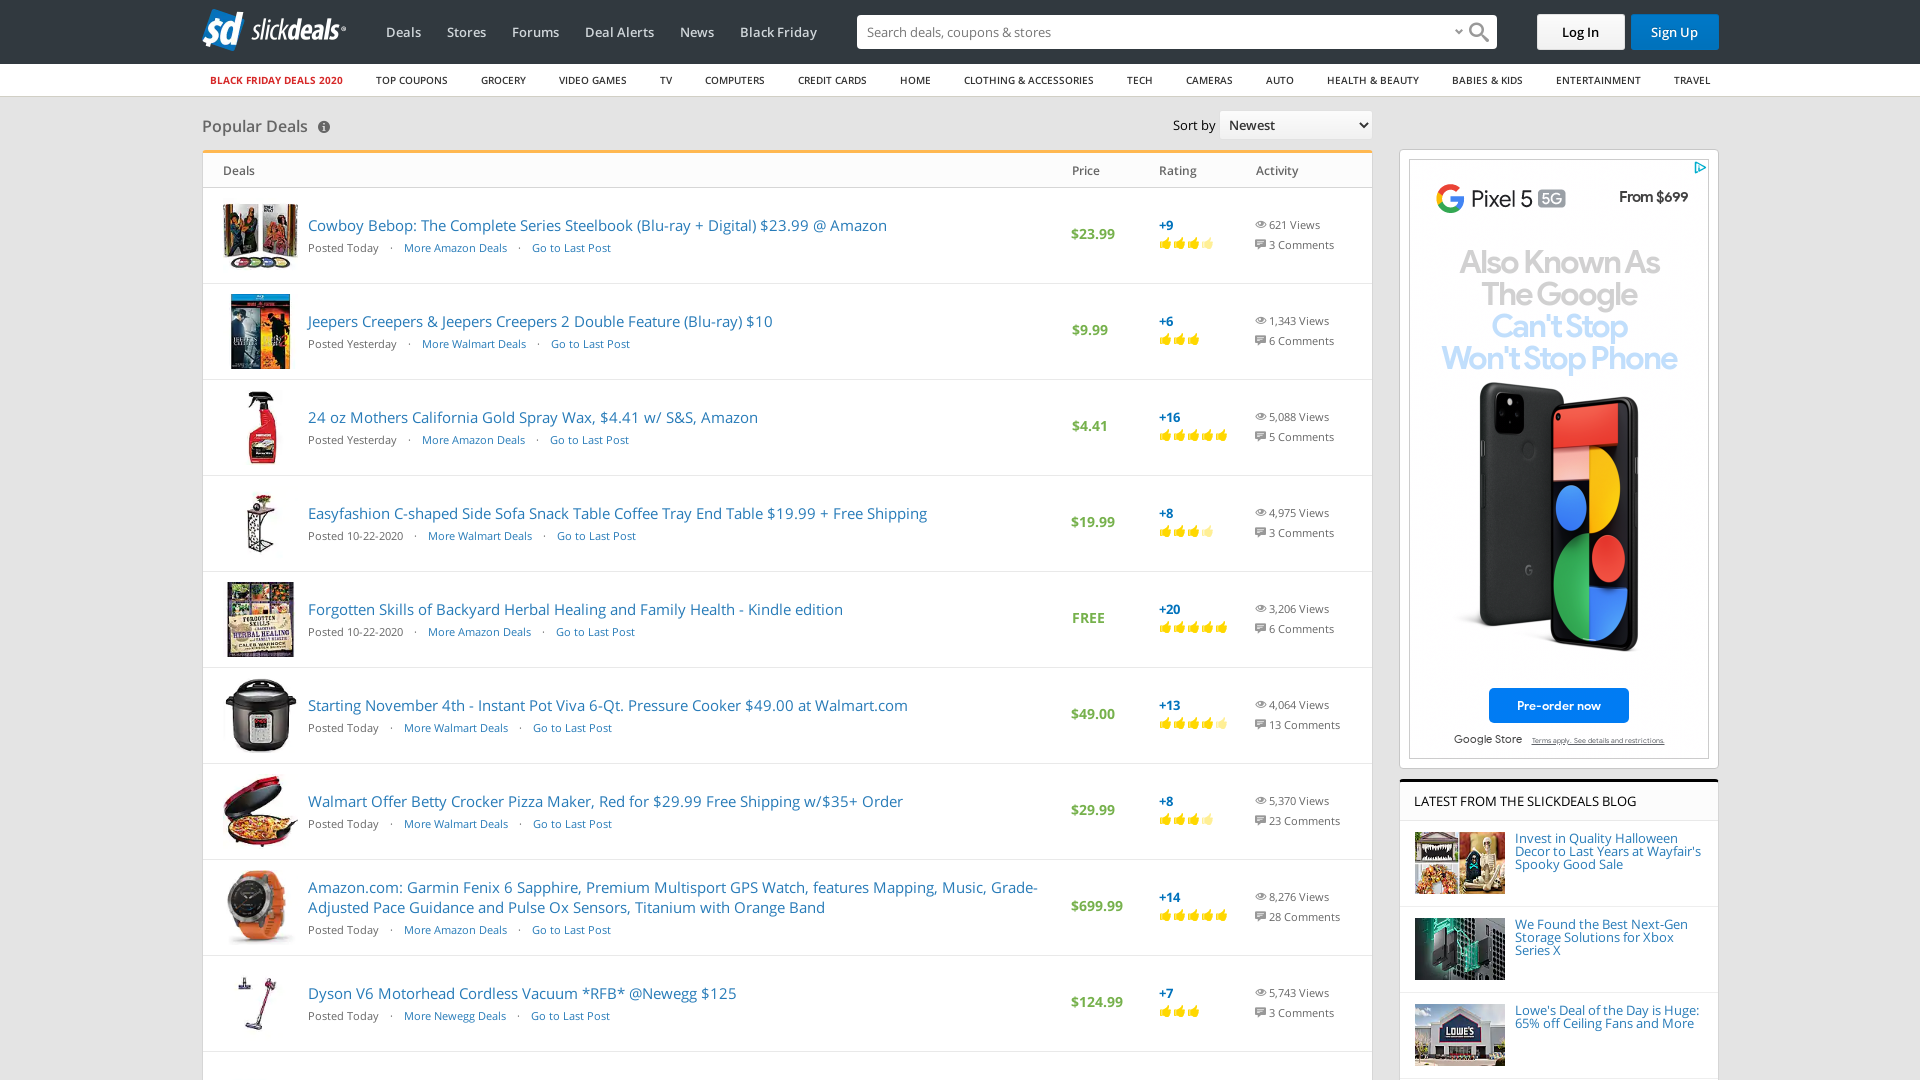 slickdeals
Deals
Stores
Forums
Deal Alerts
News
Black Friday
Search deals, coupons & stores
Log In
Sign Up
BLACK FRIDAY DEALS 2020
TOP COUPONS
GROCERY
VIDEO GAMES
TV
COMPUTERS
CREDIT CARDS
HOME
CLOTHING & ACCESSORIES
TECH
CAMERAS
AUTO
HEALTH & BEAUTY
BABIES & KIDS
ENTERTAINMENT
TRAVEL
Popular Deals
Sort by Newest
Deals Price Rating Activity
Cowboy Bebop: The Complete Series Steelbook (Blu-ray + Digital) $23.99 @ Amazon
Posted Today · More Amazon Deals · Go to Last Post
$23.99
+9
621 Views
3 Comments
Jeepers Creepers & Jeepers Creepers 2 Double Feature (Blu-ray) $10
Posted Yesterday · More Walmart Deals · Go to Last Post
$9.99
+6
1,343 Views
6 Comments
24 oz Mothers California Gold Spray Wax, $4.41 w/ S&S, Amazon
Posted Yesterday · More Amazon Deals · Go to Last Post
$4.41
+16
5,088 Views
5 Comments
Easyfashion C-shaped Side Sofa Snack Table Coffee Tray End Table $19.99 + Free Shipping
Posted 10-22-2020 · More Walmart Deals · Go to Last Post
$19.99
+8
4,975 Views
3 Comments
FORGOTTEN
SKILLS
HERBAL HEALING
Forgotten Skills of Backyard Herbal Healing and Family Health - Kindle edition
Posted 10-22-2020 · More Amazon Deals · Go to Last Post
FREE
+20
3,206 Views
6 Comments
Starting November 4th - Instant Pot Viva 6-Qt. Pressure Cooker $49.00 at Walmart.com
Posted Today · More Walmart Deals · Go to Last Post
$49.00
+13
4,064 Views
13 Comments
Walmart Offer Betty Crocker Pizza Maker, Red for $29.99 Free Shipping w/$35+ Order
Posted Today · More Walmart Deals · Go to Last Post
$29.99
+8
5,370 Views
23 Comments
Amazon.com: Garmin Fenix 6 Sapphire, Premium Multisport GPS Watch, features Mapping, Music, Grade-
Adjusted Pace Guidance and Pulse Ox Sensors, Titanium with Orange Band
Posted Today · More Amazon Deals · Go to Last Post
$699.99
+14
8,276 Views
28 Comments
Dyson V6 Motorhead Cordless Vacuum *RFB* @Newegg $125
Posted Today · More Newegg Deals · Go to Last Post
$124.99
+7
5,743 Views
3 Comments
G Pixel 5 5G
From $699
Also Known As
The Google
Can't Stop
Won't Stop Phone
Pre-order now
Google Store Terms apply. See details and restrictions.
LATEST FROM THE SLICKDEALS BLOG
Invest in Quality Halloween
Decor to Last Years at Wayfair's
Spooky Good Sale
We Found the Best Next-Gen
Storage Solutions for Xbox
Series X
LOWE'S
Lowe's Deal of the Day is Huge:
65% off Ceiling Fans and More